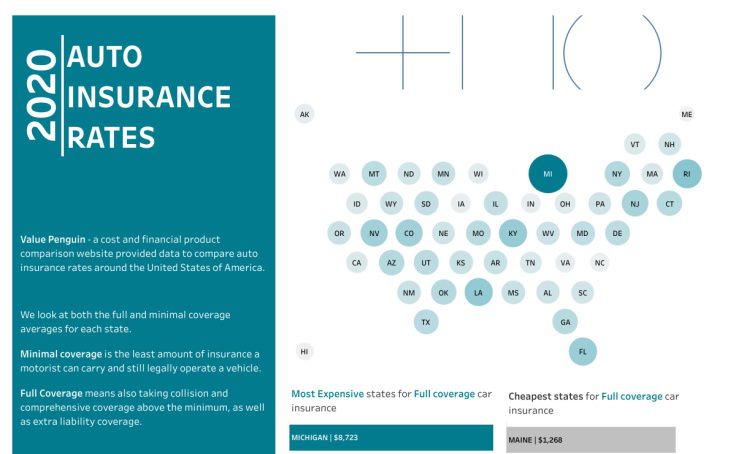 2020
AUTO
INSURANCE
RATES
Value Penguin - a cost and financial product
comparison website provided data to compare auto
insurance rates around the United States of America.
We look at both the full and minimal coverage
averages for each state.
Minimal coverage is the least amount of insurance a
motorist can carry and still legally operate a vehicle.
Full Coverage means also taking collision and
comprehensive coverage above the minimum, as well
as extra liability coverage.
AK ME
VT NH
WA MT ND MN WI MI NY MA RI
ID WY SD IA IL IN OH PA NJ CT
OR NV CO NE MO KY WV MD DE
CA AZ UT KS AR TN VA NC
NM OK LA MS AL SC
TX GA
HI FL
Most Expensive states for Full coverage car
insurance
MICHIGAN | $8,723
Cheapest states for Full coverage car
insurance
MAINE | $1,268